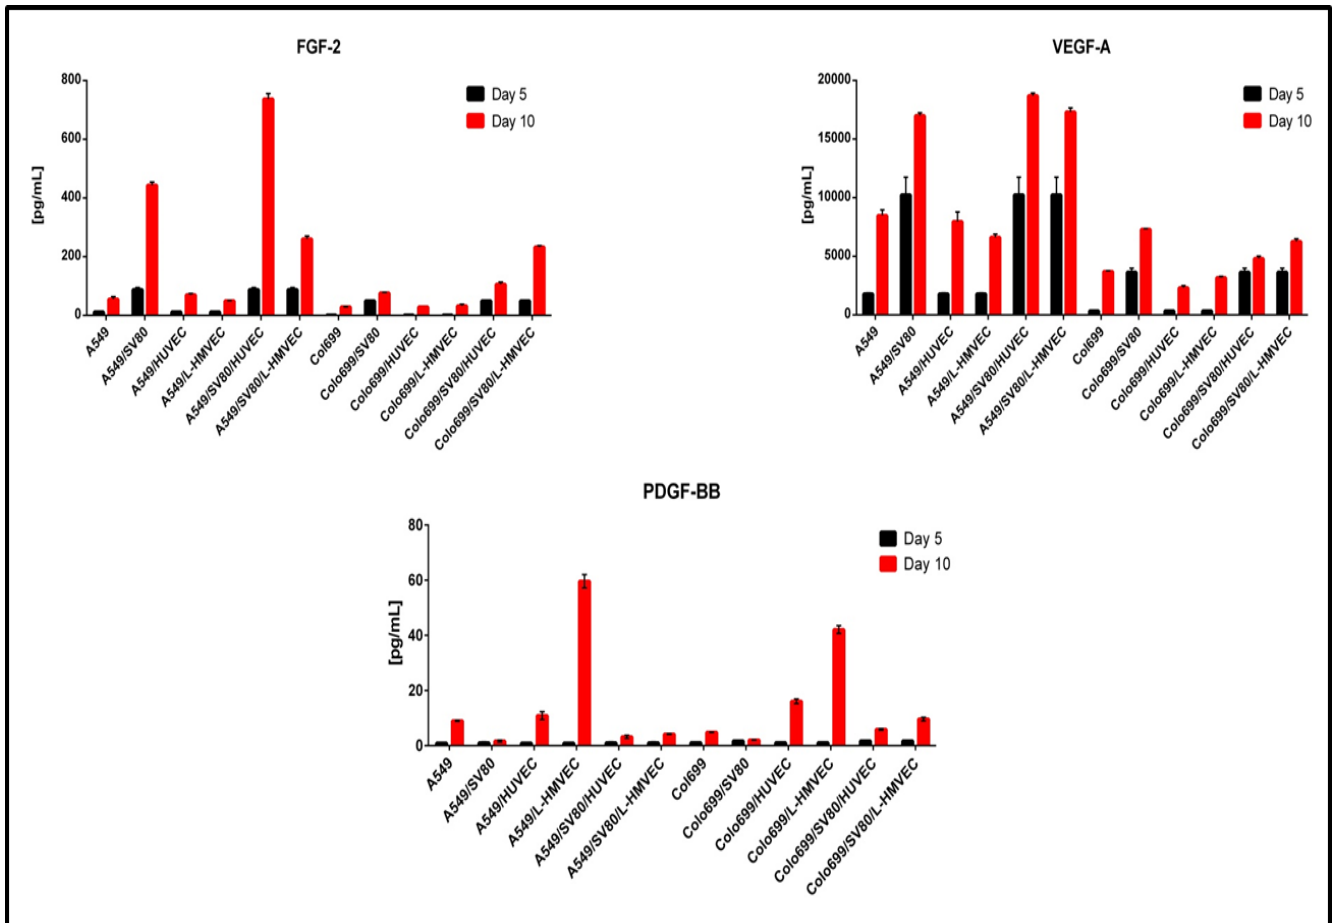 FGF-2
800
600
400
200
0
[pg/mL]
Day 5
Day 10
A549
A549/SV80
A549/HUVEC
A549/L-HMVEC
A549/SV80/HUVEC
A549/SV80/L-HMVEC
Col699
Colo699/SV80
Colo699/HUVEC
Colo699/L-HMVEC
Colo699/SV80/HUVEC
Colo699/SV80/L-HMVEC
VEGF-A
20000
15000
10000
5000
0
[pg/mL]
Day 5
Day 10
A549
A549/SV80
A549/HUVEC
A549/L-HMVEC
A549/SV80/HUVEC
A549/SV80/L-HMVEC
Col699
Colo699/SV80
Colo699/HUVEC
Colo699/L-HMVEC
Colo699/SV80/HUVEC
Colo699/SV80/L-HMVEC
PDGF-BB
80
60
40
20
0
[pg/mL]
Day 5
Day 10
A549
A549/SV80
A549/HUVEC
A549/L-HMVEC
A549/SV80/HUVEC
A549/SV80/L-HMVEC
Col699
Colo699/SV80
Colo699/HUVEC
Colo699/L-HMVEC
Colo699/SV80/HUVEC
Colo699/SV80/L-HMVEC